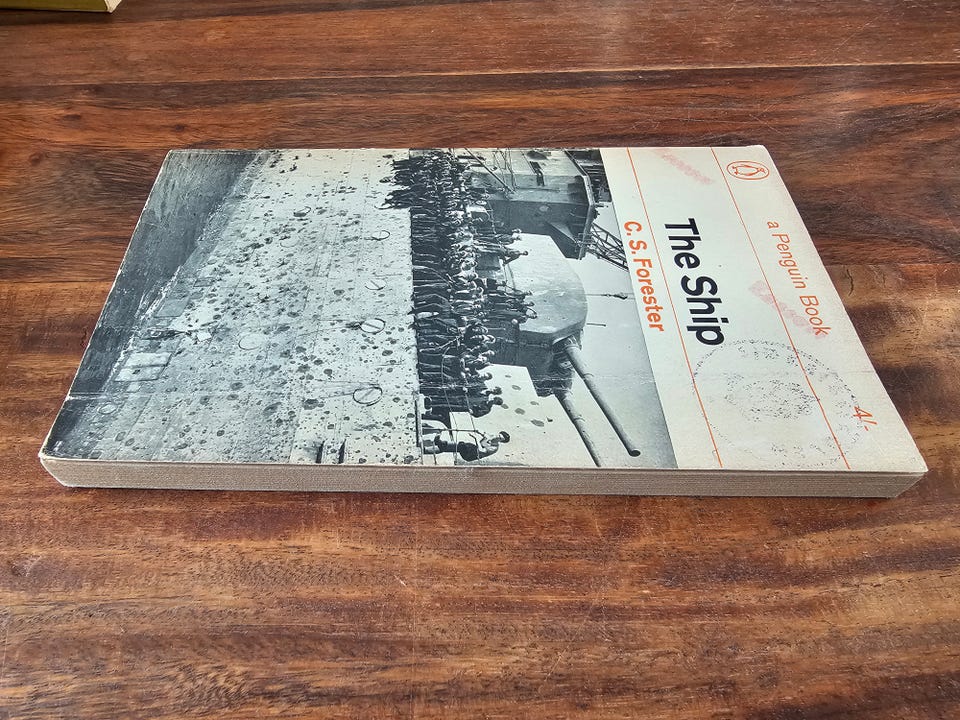 a Penguin Book 4/-
The Ship
C. S. Forester